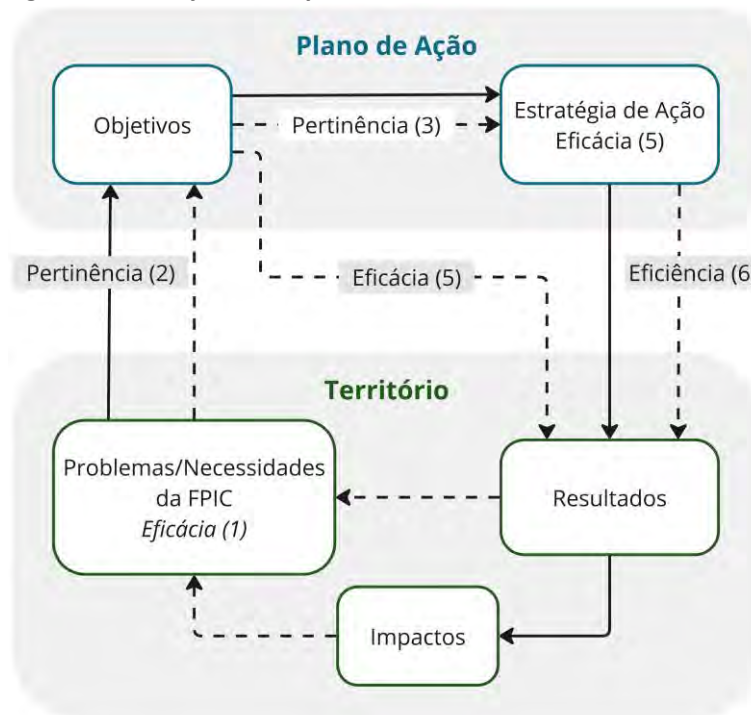 Plano de Ação
Objetivos
Pertinência (3)
Estratégia de Ação
Eficácia (5)
Pertinência (2)
Eficácia (5)
Eficiência (6
Território
Problemas/Necessidades
da FPIC
Eficácia (1)
Resultados
Impactos